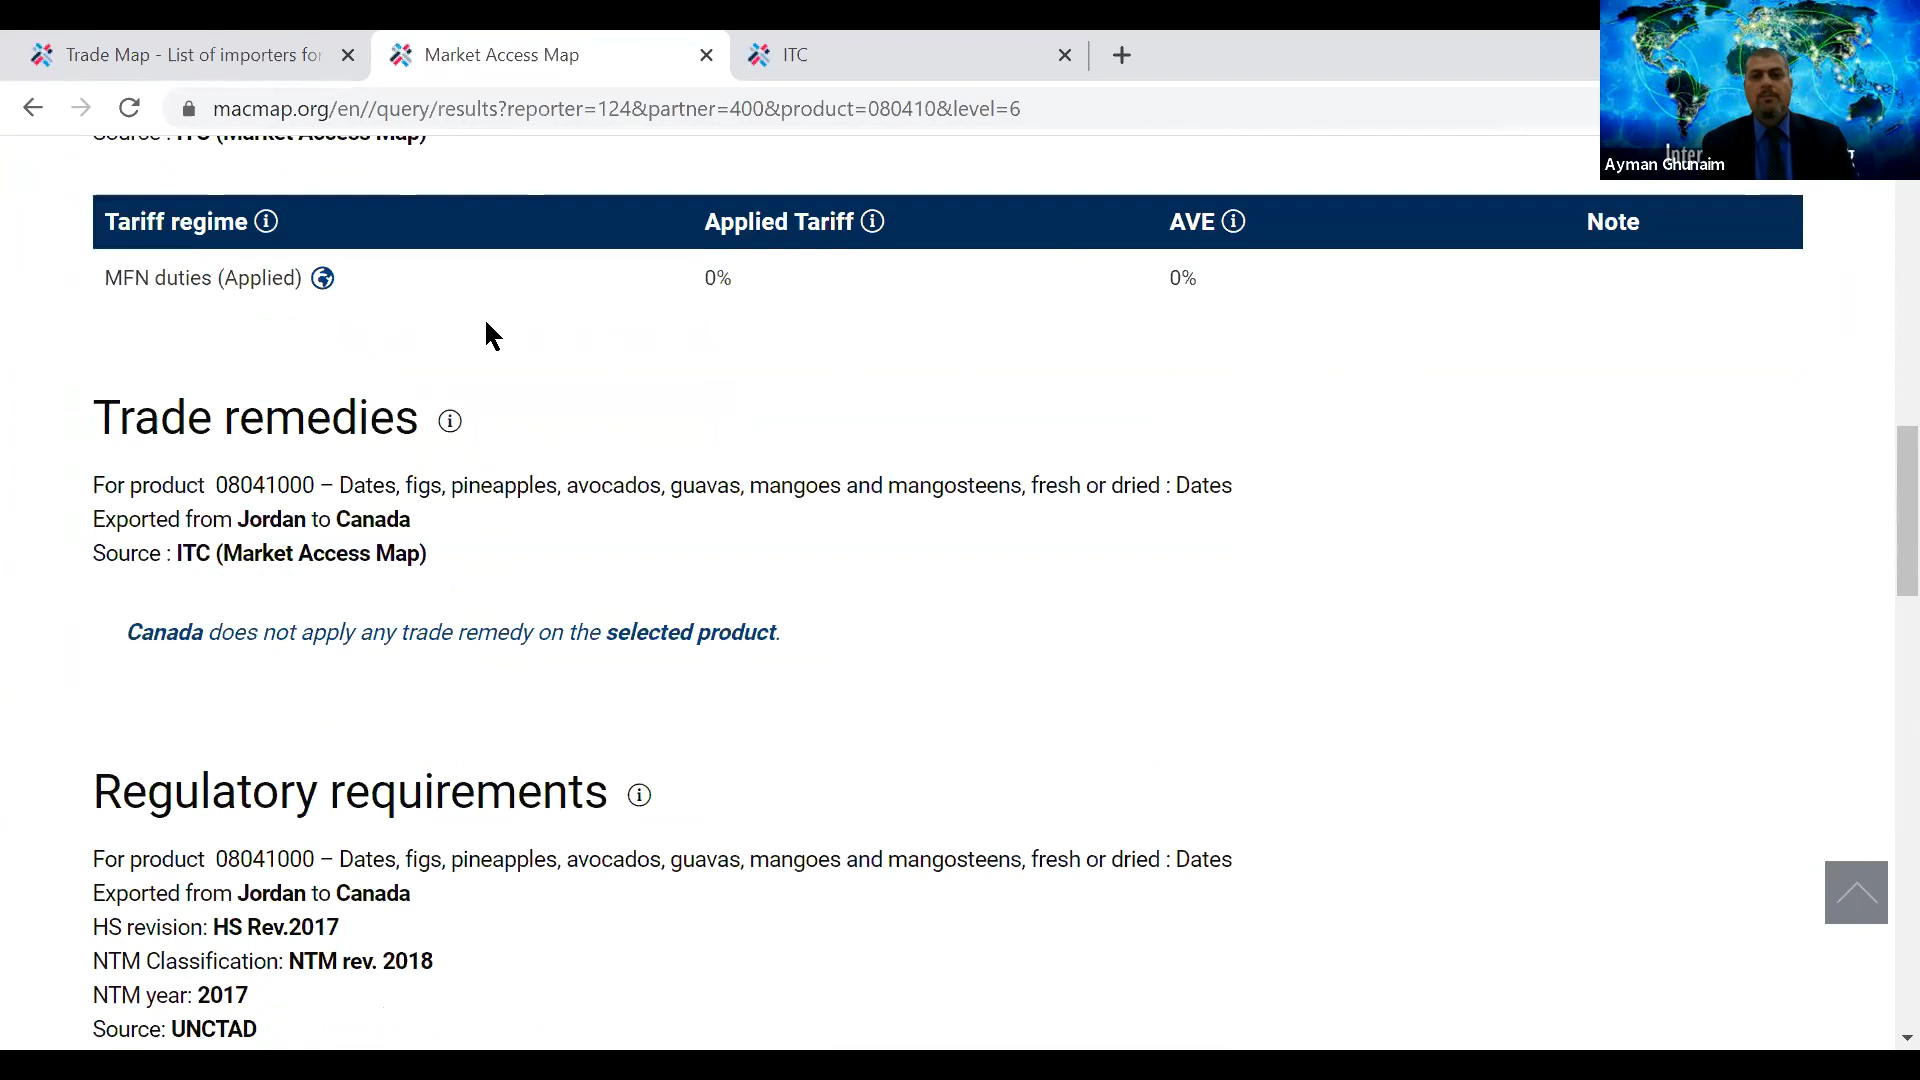 Trade Map - List of importers for
Market Access Map
ITC
macmap.org/en//query/results?reporter=124&partner=400&product=080410&level=6
Ayman Ghunaim
Source : ITC (Market Access Map)
Tariff regime Applied Tariff AVE Note
MFN duties (Applied) 0% 0%
Trade remedies
For product 08041000 – Dates, figs, pineapples, avocados, guavas, mangoes and mangosteens, fresh or dried : Dates
Exported from Jordan to Canada
Source : ITC (Market Access Map)
Canada does not apply any trade remedy on the selected product.
Regulatory requirements
For product 08041000 – Dates, figs, pineapples, avocados, guavas, mangoes and mangosteens, fresh or dried : Dates
Exported from Jordan to Canada
HS revision: HS Rev.2017
NTM Classification: NTM rev. 2018
NTM year: 2017
Source: UNCTAD